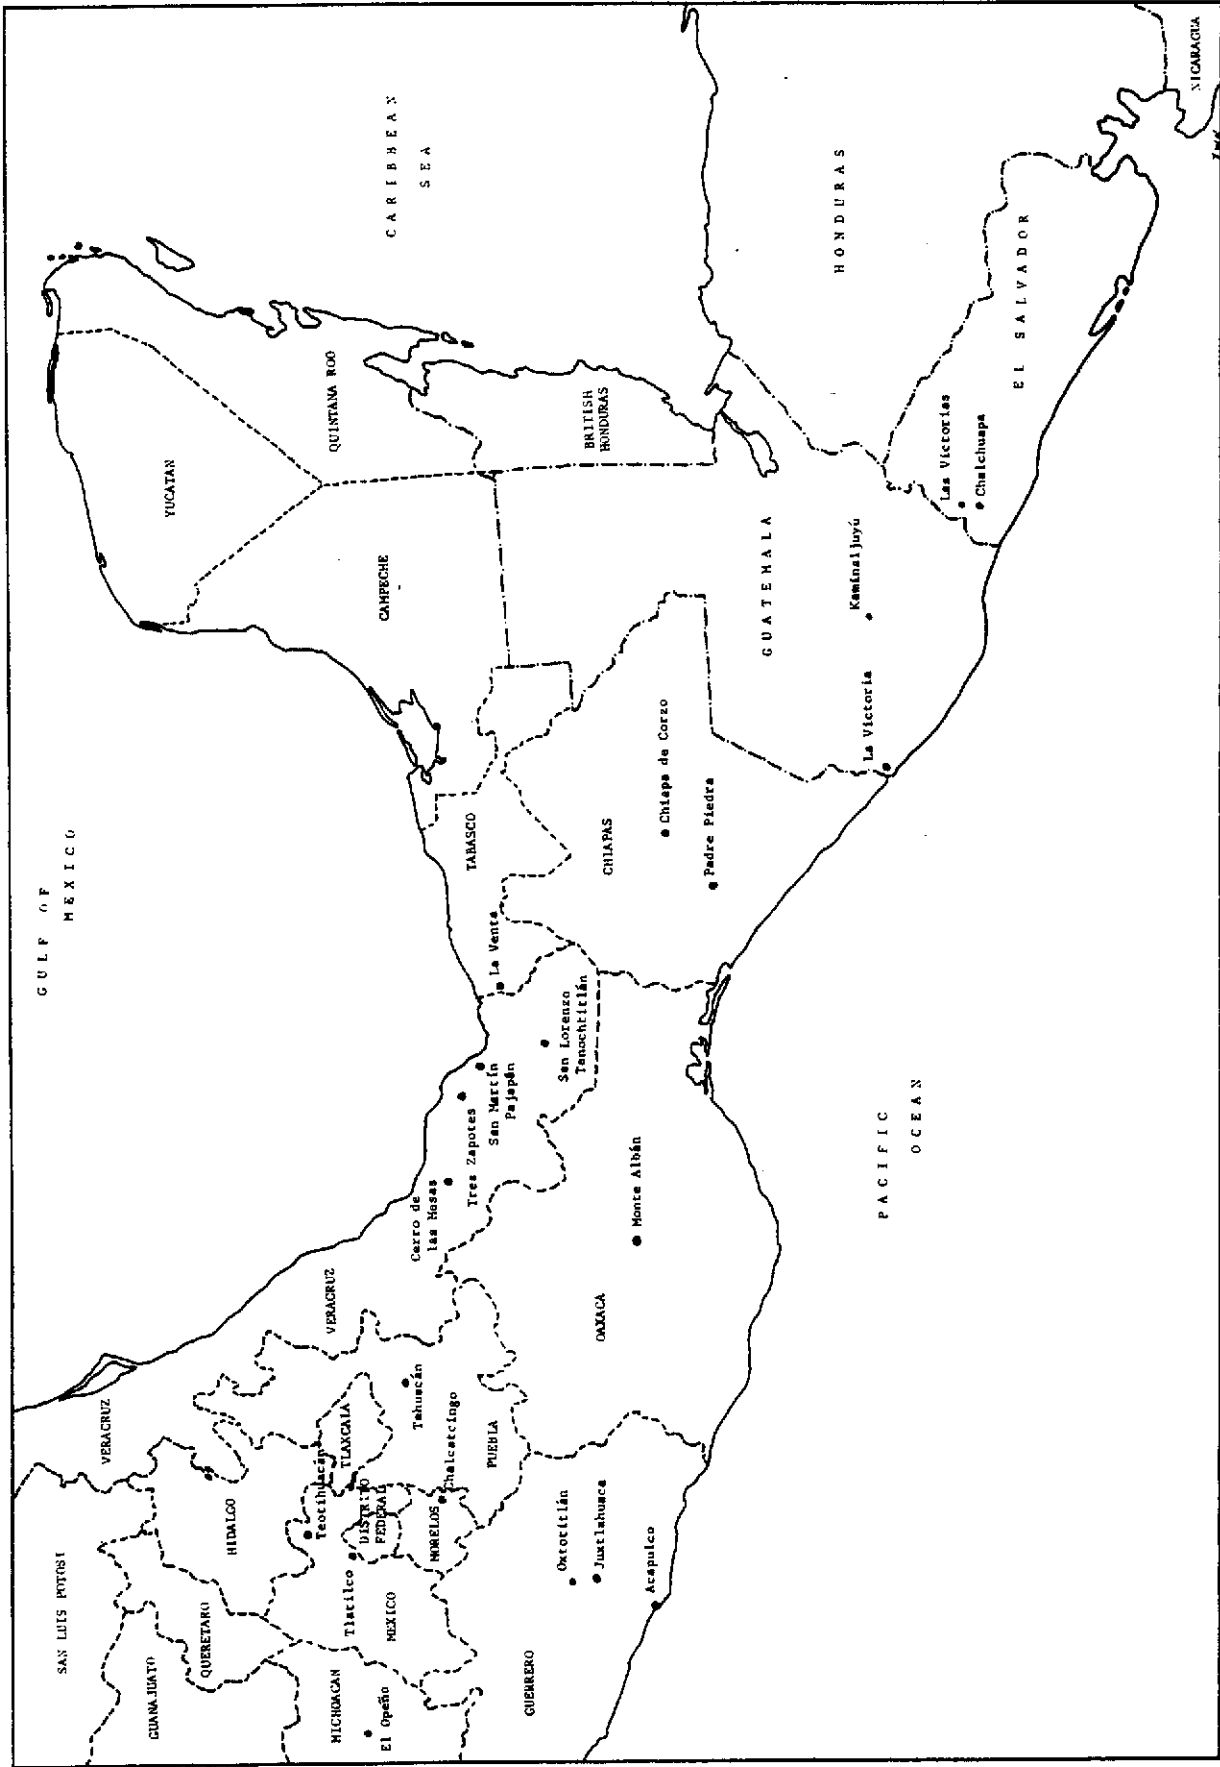 GULF OF
MEXICO
CARIBBEAN
SEA
SAN LUIS POTOSI
VERACRUZ
GUANAJUATO
QUERETARO
HIDALGO
YUCATAN
QUINTANA ROO
CAMPECHE
VERACRUZ
MICHOACAN
El Opeño
Tlatilco
MEXICO
Teotihuacán
TLAXCALA
DISTRITO
FEDERAL
MORELOS
Tehuacán
Chalcatcingo
PUEBLA
Cerro de
las Mesas
Tres Zapotes
San Martín
Pajapán
La Venta
TABASCO
San Lorenzo
Tenochtitlán
BRITISH
HONDURAS
GUERRERO
Oxtotitlán
Juxtlahuaca
Acapulco
OAXACA
Monte Albán
CHIAPAS
Chiapa de Corzo
Padre Piedra
GUATEMALA
Kaminaljuyú
La Victoria
HONDURAS
Las Victorias
Chalchuapa
EL SALVADOR
NICARAGUA
PACIFIC
OCEAN